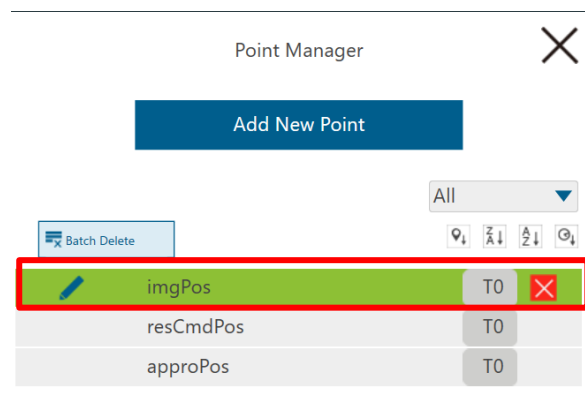 Point Manager
Add New Point
All
Batch Delete
imgPos T0
resCmdPos T0
approPos T0